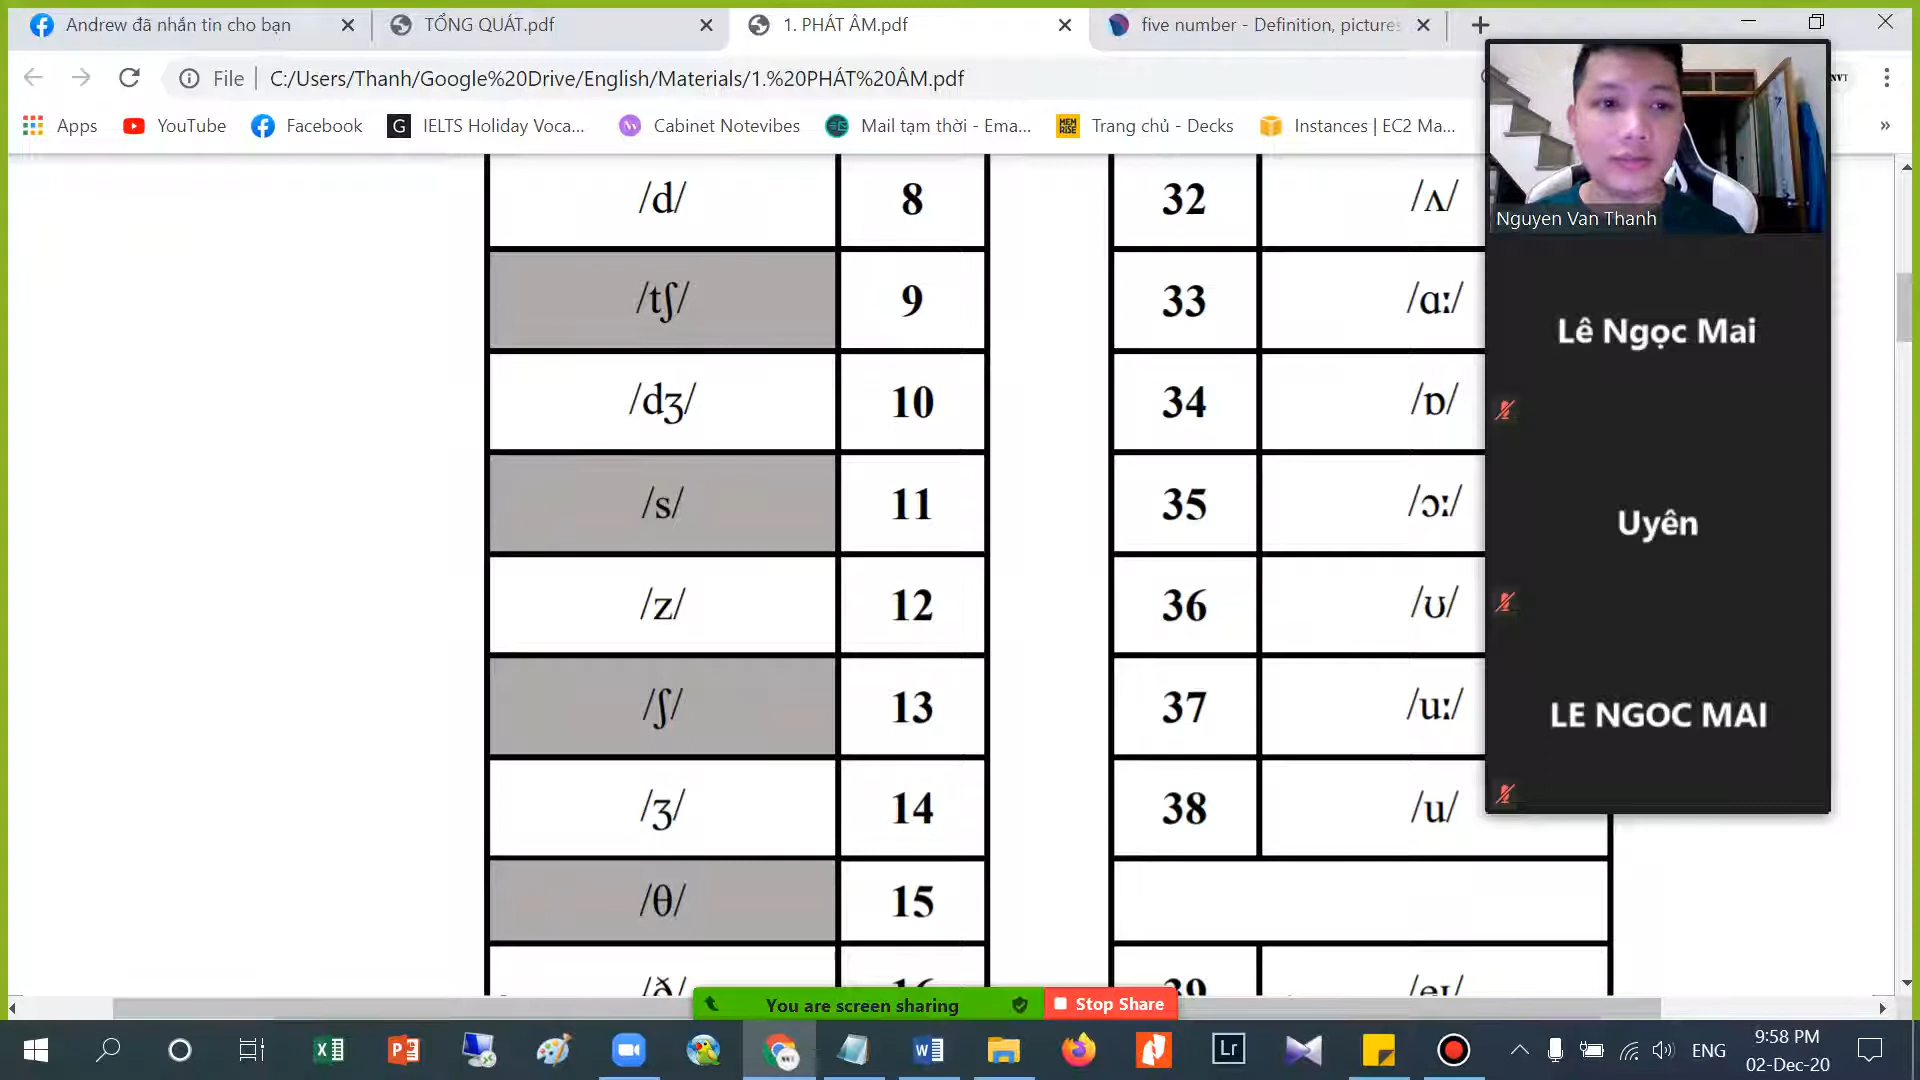 Andrew đã nhắn tin cho bạn
TỔNG QUÁT.pdf
1. PHÁT ÂM.pdf
five number - Definition, pictures
File
C:/Users/Thanh/Google%20Drive/English/Materials/1.%20PHÁT%20ÂM.pdf
Apps
YouTube
Facebook
IELTS Holiday Voca...
Cabinet Notevibes
Mail tạm thời - Ema...
Trang chủ - Decks
Instances | EC2 Ma...
»
/d/ 8
/tʃ/ 9
/dʒ/ 10
/s/ 11
/z/ 12
/ʃ/ 13
/ʒ/ 14
/θ/ 15
/ð/ 16
32 /ʌ/
33 /ɑː/
34 /ɒ/
35 /ɔː/
36 /ʊ/
37 /uː/
38 /u/
39 /eɪ/
Nguyen Van Thanh
Lê Ngọc Mai
Uyên
LE NGOC MAI
You are screen sharing
Stop Share
Lr
ENG
9:58 PM
02-Dec-20